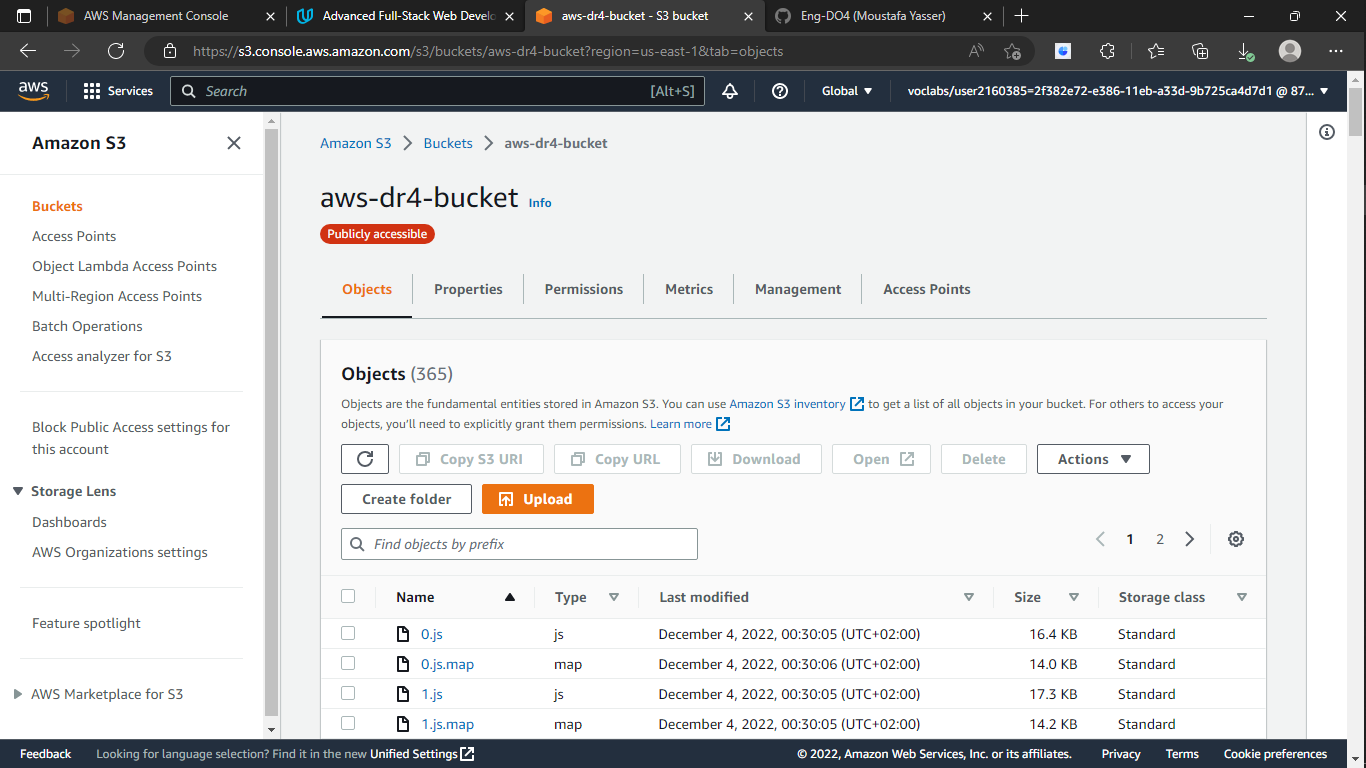 AWS Management Console
Advanced Full-Stack Web Develo
aws-dr4-bucket - S3 bucket
Eng-DO4 (Moustafa Yasser)
https://s3.console.aws.amazon.com/s3/buckets/aws-dr4-bucket?region=us-east-1&tab=objects
aws Services Search [Alt+S] Global voclabs/user2160385=2f382e72-e386-11eb-a33d-9b725ca4d7d1 @ 87...
Amazon S3
Buckets
Access Points
Object Lambda Access Points
Multi-Region Access Points
Batch Operations
Access analyzer for S3
Block Public Access settings for
this account
Storage Lens
Dashboards
AWS Organizations settings
Feature spotlight
AWS Marketplace for S3
Amazon S3 Buckets aws-dr4-bucket
aws-dr4-bucket Info
Publicly accessible
Objects Properties Permissions Metrics Management Access Points
Objects (365)
Objects are the fundamental entities stored in Amazon S3. You can use Amazon S3 inventory to get a list of all objects in your bucket. For others to access your
objects, you'll need to explicitly grant them permissions. Learn more
Copy S3 URI Copy URL Download Open Delete Actions
Create folder Upload
Find objects by prefix 1 2
Name Type Last modified Size Storage class
0.js js December 4, 2022, 00:30:05 (UTC+02:00) 16.4 KB Standard
0.js.map map December 4, 2022, 00:30:06 (UTC+02:00) 14.0 KB Standard
1.js js December 4, 2022, 00:30:05 (UTC+02:00) 17.3 KB Standard
1.js.map map December 4, 2022, 00:30:05 (UTC+02:00) 14.2 KB Standard
Feedback Looking for language selection? Find it in the new Unified Settings © 2022, Amazon Web Services, Inc. or its affiliates. Privacy Terms Cookie preferences